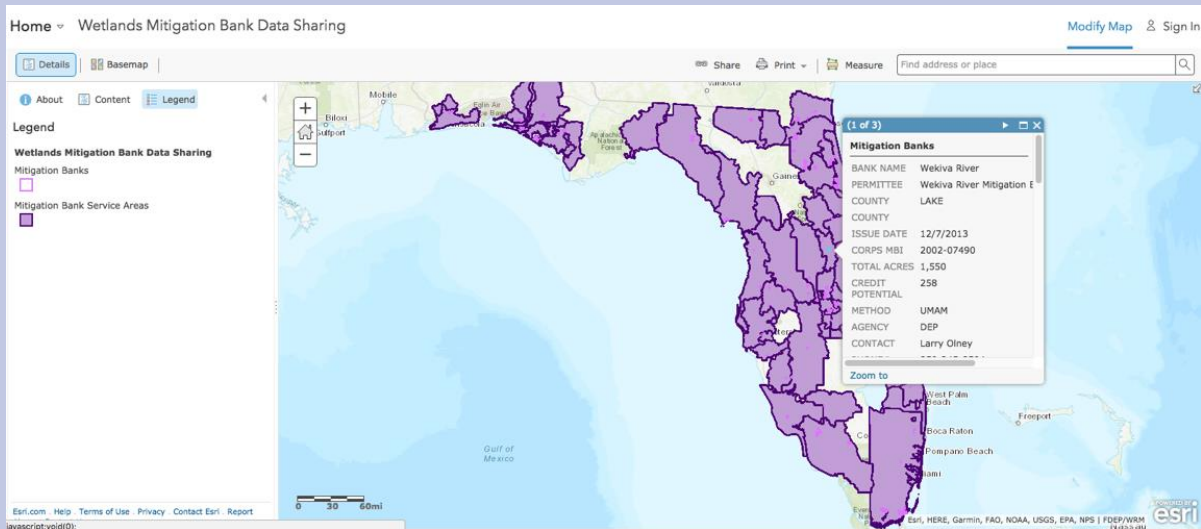 Home Wetlands Mitigation Bank Data Sharing
Modify Map Sign In
Details Basemap
Share Print Measure Find address or place
About Content Legend
Legend
Wetlands Mitigation Bank Data Sharing
Mitigation Banks
Mitigation Bank Service Areas
Mobile
Biloxi
Gulfport
National
Forest
Gaine
(1 of 3)
Mitigation Banks
BANK NAME Wekiva River
PERMITTEE Wekiva River Mitigation
COUNTY LAKE
COUNTY
ISSUE DATE 12/7/2013
CORPS MBI 2002-07490
TOTAL ACRES 1,550
CREDIT 258
POTENTIAL
METHOD UMAM
AGENCY DEP
CONTACT Larry Olney
Zoom to
West Palm
Beach
Freeport
Boca Raton
Pompano Beach
iami
Gulf of
Mexico
0 30 60mi
Esri.com Help Terms of Use Privacy Contact Esri Report
Esri, HERE, Garmin, FAO, NOAA, USGS, EPA, NPS | FDEP/WRM
esri
javascript:void(0);